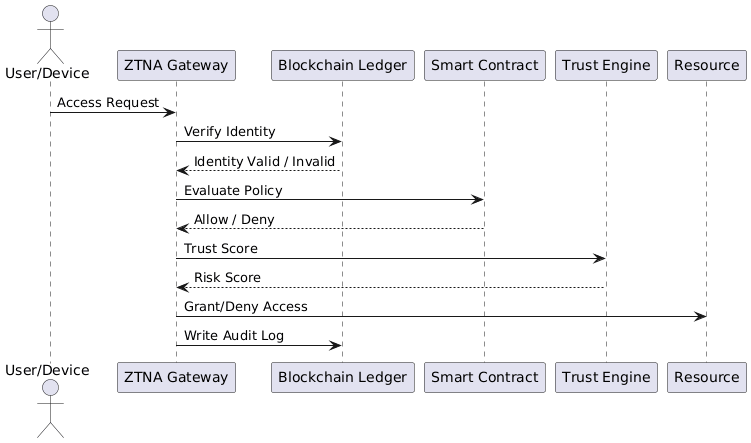 User/Device
ZTNA Gateway
Blockchain Ledger
Smart Contract
Trust Engine
Resource
Access Request
Verify Identity
Identity Valid / Invalid
Evaluate Policy
Allow / Deny
Trust Score
Risk Score
Grant/Deny Access
Write Audit Log
User/Device
ZTNA Gateway
Blockchain Ledger
Smart Contract
Trust Engine
Resource